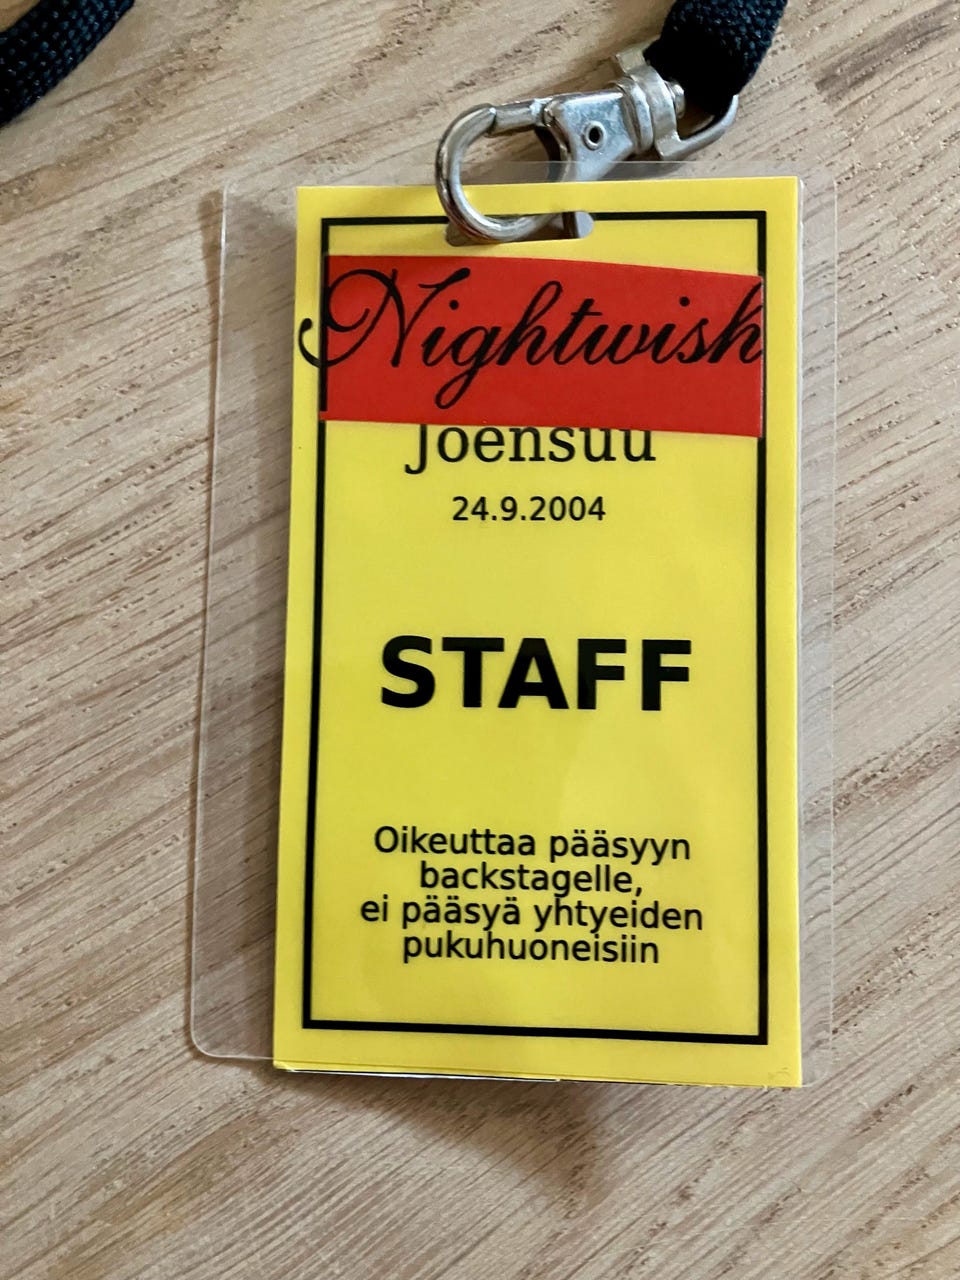 Nightwish
Joensuu
24.9.2004
STAFF
Oikeuttaa pääsyyn
backstagelle,
ei pääsyä yhtyeiden
pukuhuoneisiin